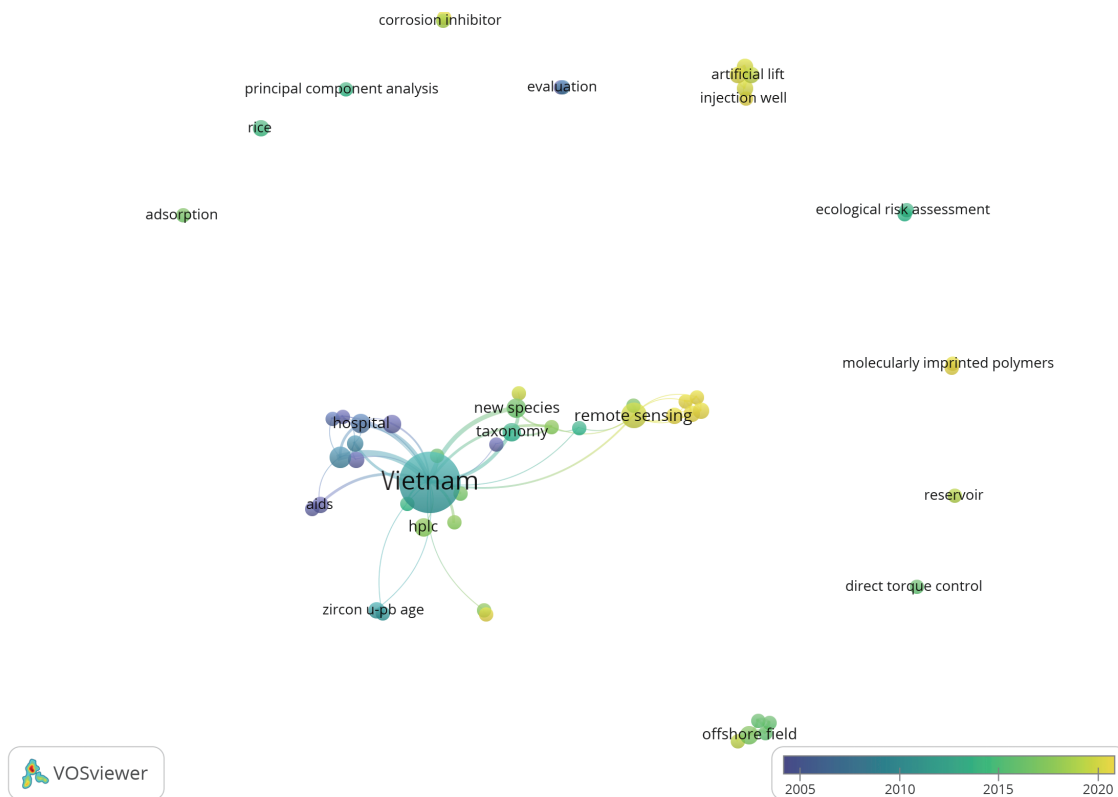 corrosion inhibitor
artificial lift
principal component analysis
evaluation
injection well
rice
ecological risk assessment
adsorption
molecularly imprinted polymers
new species
remote sensing
hospital
taxonomy
Vietnam
reservoir
aids
hplc
direct torque control
zircon u-pb age
offshore field
VOSviewer
2005 2010 2015 2020